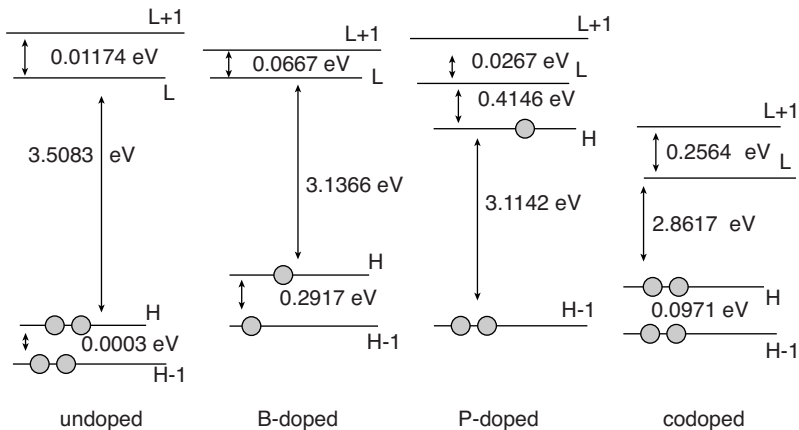 L+1
0.01174 eV
L
3.5083 eV
H
0.0003 eV
H-1
undoped
L+1
0.0667 eV
L
3.1366 eV
H
0.2917 eV
H-1
B-doped
L+1
0.0267 eV
L
0.4146 eV
H
3.1142 eV
H-1
P-doped
L+1
0.2564 eV
L
2.8617 eV
H
0.0971 eV
H-1
codoped